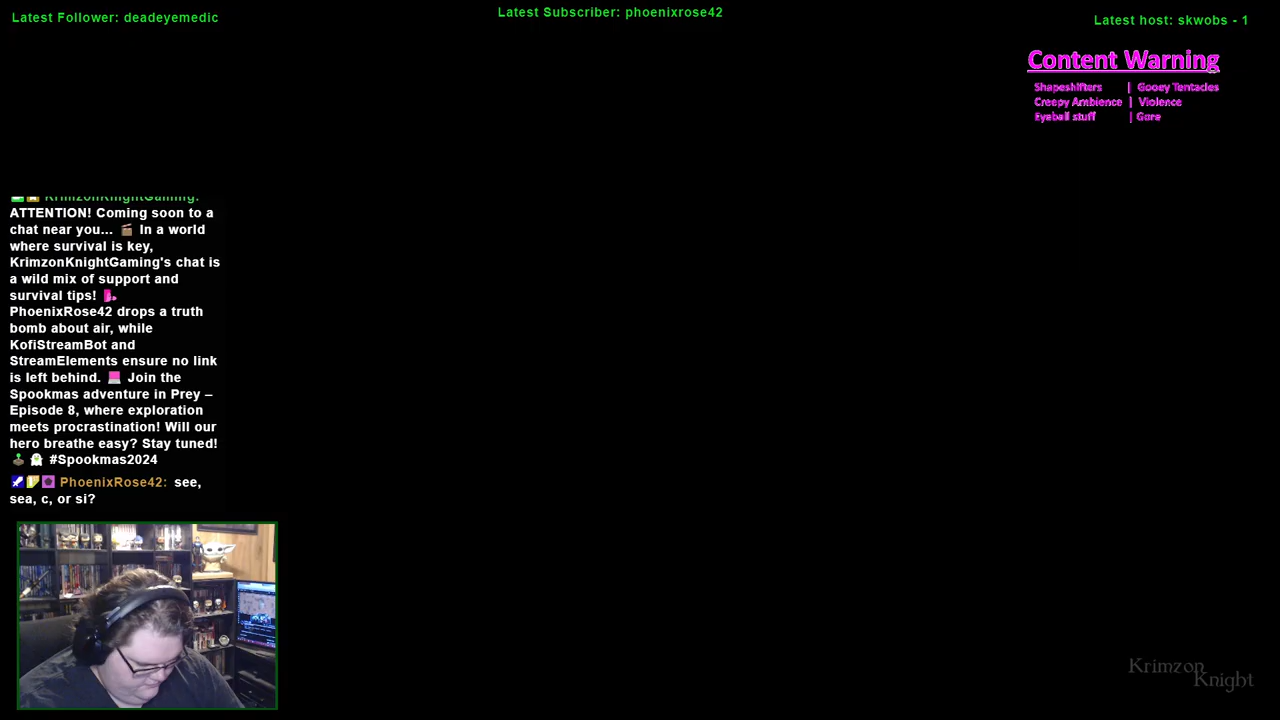 Latest Follower: deadeyemedic
Latest Subscriber: phoenixrose42
Latest host: skwobs - 1
Content Warning
Shapeshifters | Gooey Tentacles
Creepy Ambience | Violence
Eyeball stuff | Gore
KrimzonKnightGaming:
ATTENTION! Coming soon to a
chat near you... In a world
where survival is key,
KrimzonKnightGaming's chat is
a wild mix of support and
survival tips!
PhoenixRose42 drops a truth
bomb about air, while
KofiStreamBot and
StreamElements ensure no link
is left behind. Join the
Spookmas adventure in Prey –
Episode 8, where exploration
meets procrastination! Will our
hero breathe easy? Stay tuned!
#Spookmas2024
PhoenixRose42: see,
sea, c, or si?
Krimzon
Knight